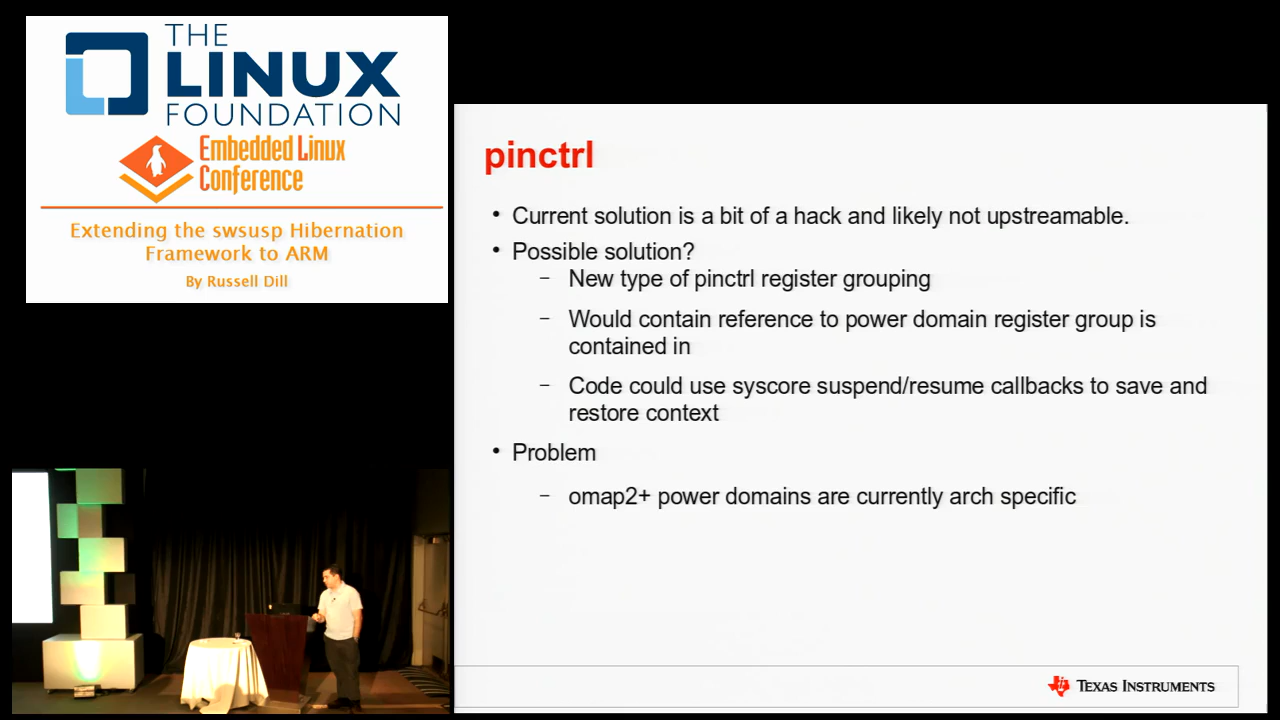 THE
LINUX
FOUNDATION
Embedded Linux
Conference
Extending the swsusp Hibernation
Framework to ARM
By Russell Dill
pinctrl
• Current solution is a bit of a hack and likely not upstreamable.
• Possible solution?
– New type of pinctrl register grouping
– Would contain reference to power domain register group is
contained in
– Code could use syscore suspend/resume callbacks to save and
restore context
• Problem
– omap2+ power domains are currently arch specific
TEXAS INSTRUMENTS